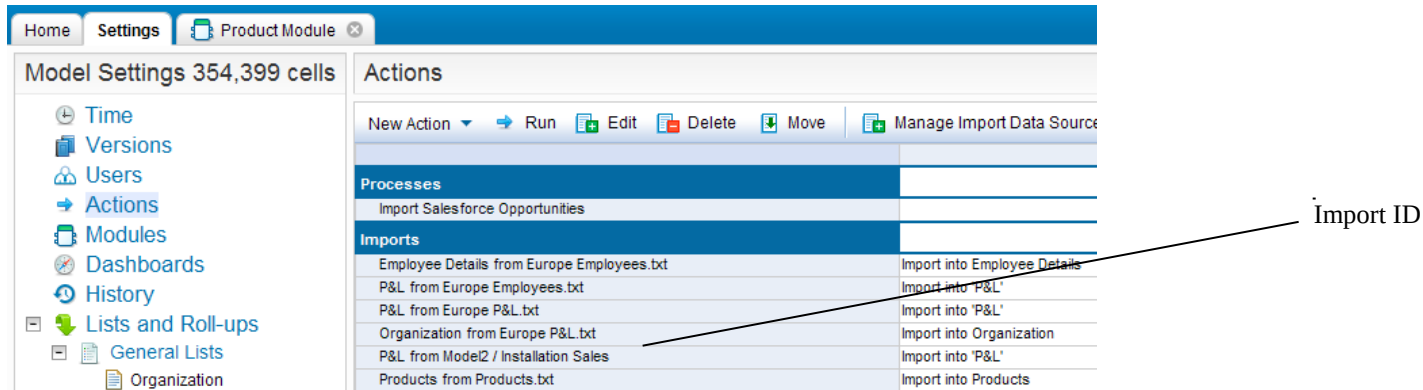 Home Settings Product Module
Model Settings 354,399 cells
Actions
Time
Versions
Users
Actions
Modules
Dashboards
History
Lists and Roll-ups
General Lists
Organization
New Action Run Edit Delete Move Manage Import Data Source
Processes
Import Salesforce Opportunities
Imports
Employee Details from Europe Employees.txt Import into Employee Details
P&L from Europe Employees.txt Import into 'P&L'
P&L from Europe P&L.txt Import into 'P&L'
Organization from Europe P&L.txt Import into Organization
P&L from Model2 / Installation Sales Import into 'P&L'
Products from Products.txt Import into Products
Import ID